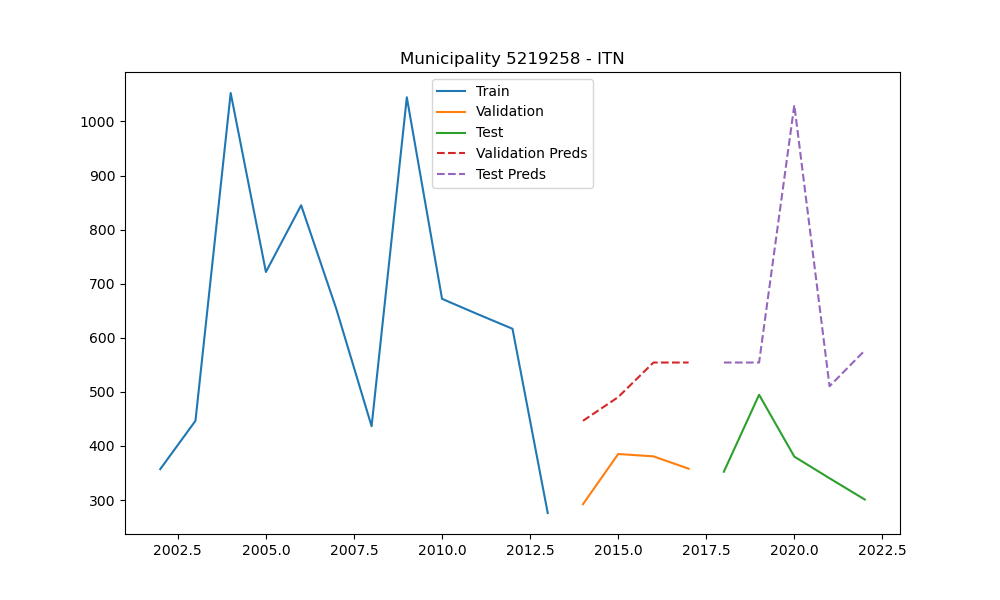 Municipality 5219258 - ITN
Train
Validation
Test
Validation Preds
Test Preds
1000
900
800
700
600
500
400
300
2002.5 2005.0 2007.5 2010.0 2012.5 2015.0 2017.5 2020.0 2022.5